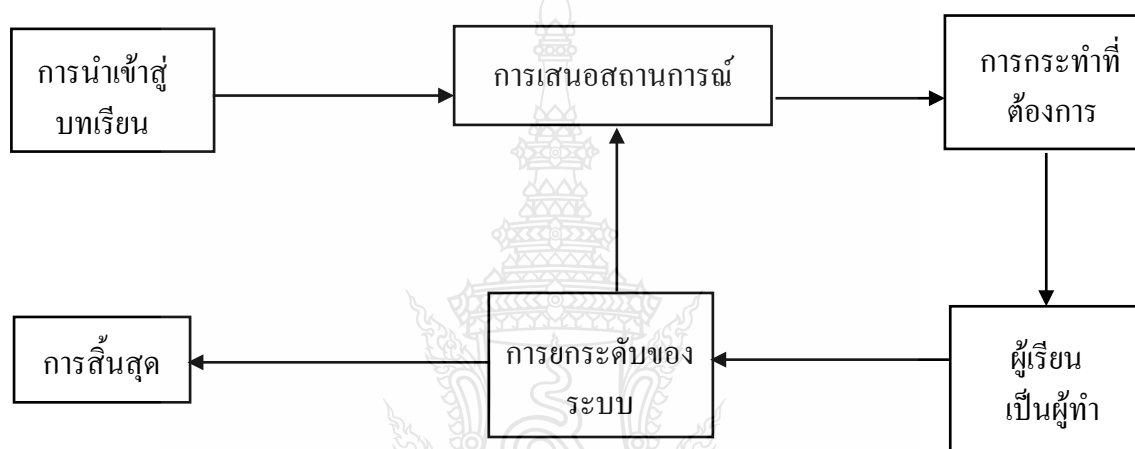 การนำเข้าสู่
บทเรียน
การเสนอสถานการณ์
การกระทำที่
ต้องการ
การสิ้นสุด
การยกระดับของ
ระบบ
ผู้เรียน
เป็นผู้ทำ